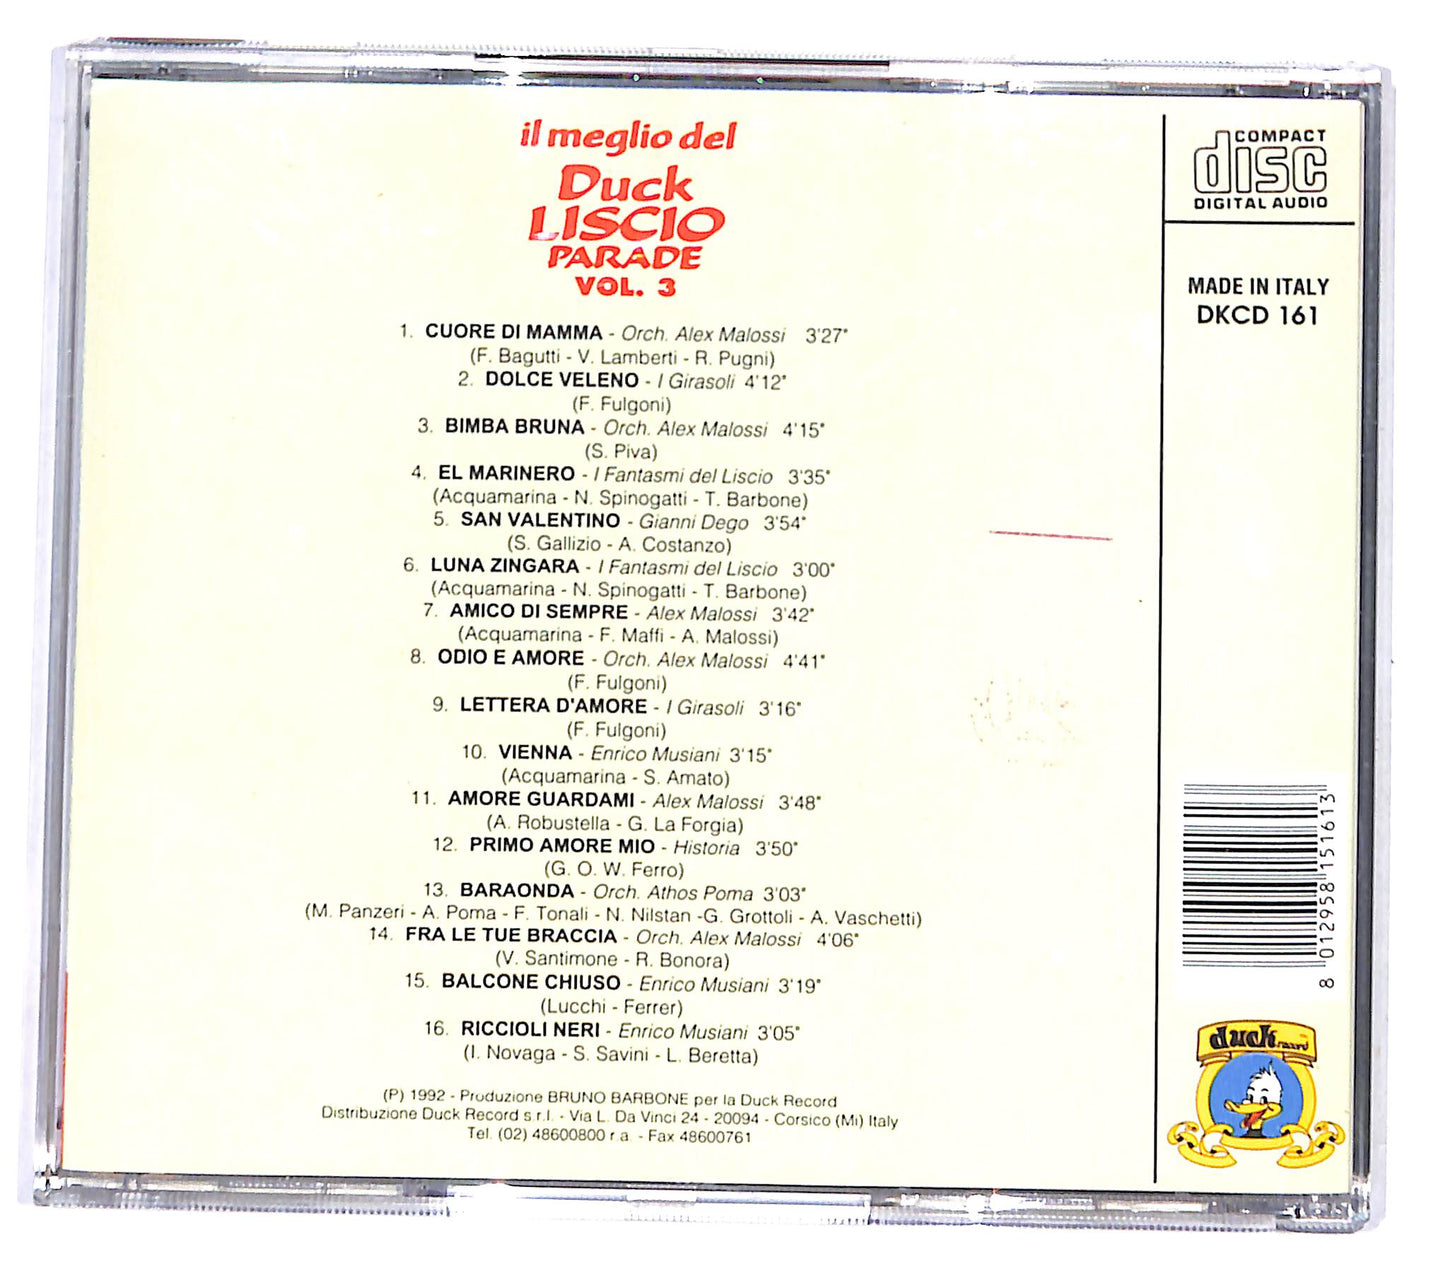 il meglio del
Duck
LISCIO
PARADE
VOL. 3
1. CUORE DI MAMMA - Orch. Alex Malossi 3'27"
(F. Bagutti - V. Lamberti - R. Pugni)
2. DOLCE VELENO - I Girasoli 4'12"
(F. Fulgoni)
3. BIMBA BRUNA - Orch. Alex Malossi 4'15"
(S. Piva)
4. EL MARINERO - I Fantasmi del Liscio 3'35"
(Acquamarina - N. Spinogatti - T. Barbone)
5. SAN VALENTINO - Gianni Dego 3'54"
(S. Gallizio - A. Costanzo)
6. LUNA ZINGARA - I Fantasmi del Liscio 3'00"
(Acquamarina - N. Spinogatti - T. Barbone)
7. AMICO DI SEMPRE - Alex Malossi 3'42"
(Acquamarina - F. Maffi - A. Malossi)
8. ODIO E AMORE - Orch. Alex Malossi 4'41"
(F. Fulgoni)
9. LETTERA D'AMORE - I Girasoli 3'16"
(F. Fulgoni)
10. VIENNA - Enrico Musiani 3'15"
(Acquamarina - S. Amato)
11. AMORE GUARDAMI - Alex Malossi 3'48"
(A. Robustella - G. La Forgia)
12. PRIMO AMORE MIO - Historia 3'50"
(G. O. W. Ferro)
13. BARAONDA - Orch. Athos Poma 3'03"
(M. Panzeri - A. Poma - F. Tonali - N. Nilstan -G. Grottoli - A. Vaschetti)
14. FRA LE TUE BRACCIA - Orch. Alex Malossi 4'06"
(V. Santimone - R. Bonora)
15. BALCONE CHIUSO - Enrico Musiani 3'19"
(Lucchi - Ferrer)
16. RICCIOLI NERI - Enrico Musiani 3'05"
(I. Novaga - S. Savini - L. Beretta)
(P) 1992 - Produzione BRUNO BARBONE per la Duck Record
Distribuzione Duck Record s.r.l. - Via L. Da Vinci 24 - 20094 - Corsico (Mi) Italy
Tel. (02) 48600800 r.a. - Fax 48600761
COMPACT
disc
DIGITAL AUDIO
MADE IN ITALY
DKCD 161
8 012958 151613
duck record